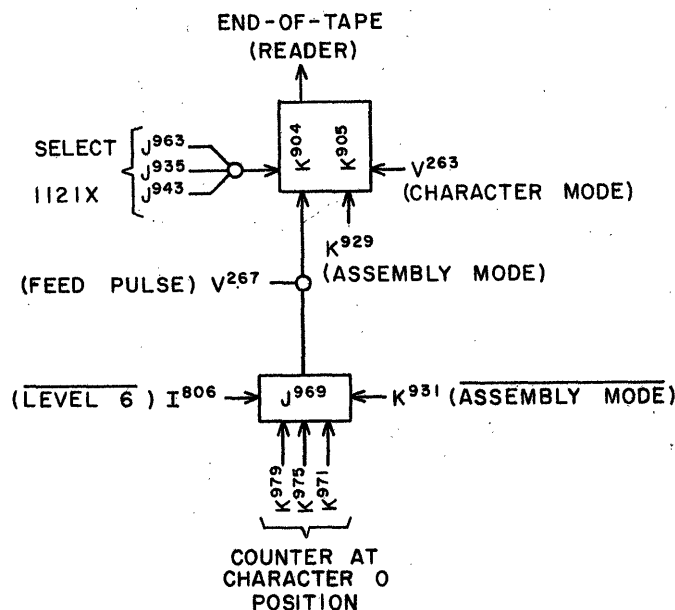 END-OF-TAPE
(READER)
K904 K905
SELECT
1121X
J963
J935
J943
V263
(CHARACTER MODE)
K929
(ASSEMBLY MODE)
(FEED PULSE) V267
(LEVEL 6) I806
J969
K931 (ASSEMBLY MODE)
K979
K975
K971
COUNTER AT
CHARACTER 0
POSITION